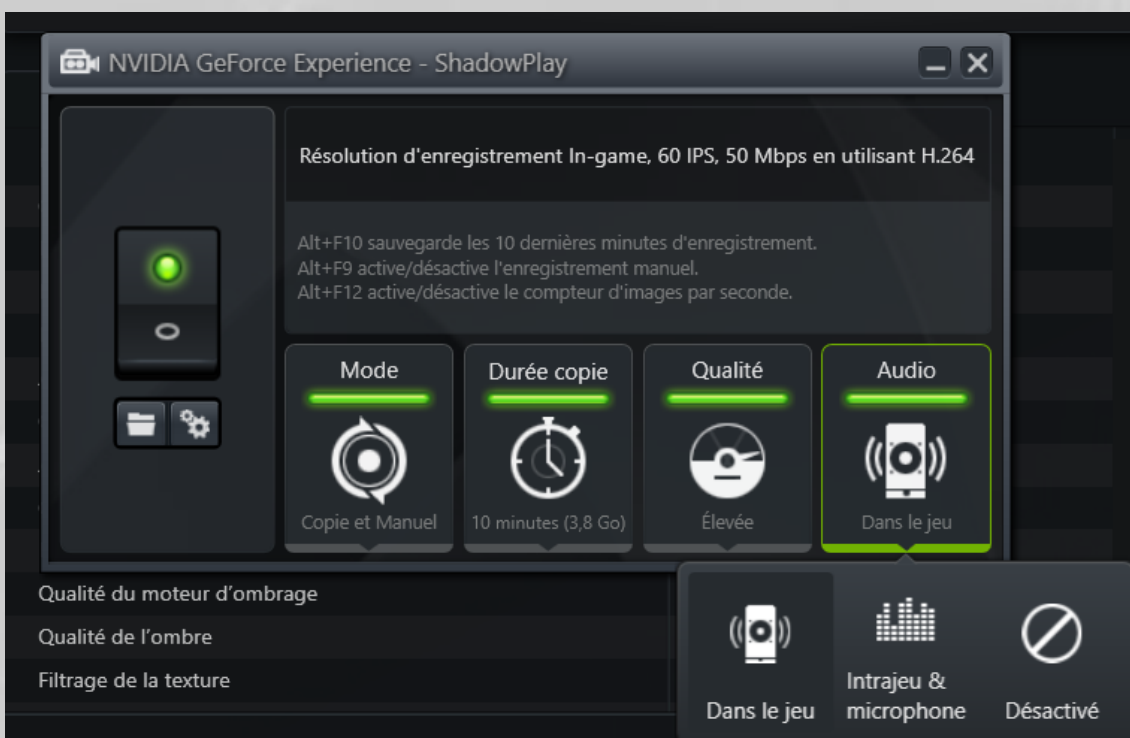 NVIDIA GeForce Experience - ShadowPlay
Résolution d'enregistrement In-game, 60 IPS, 50 Mbps en utilisant H.264
Alt+F10 sauvegarde les 10 dernières minutes d'enregistrement.
Alt+F9 active/désactive l'enregistrement manuel.
Alt+F12 active/désactive le compteur d'images par seconde.
Mode
Durée copie
Qualité
Audio
Copie et Manuel
10 minutes (3,8 Go)
Élevée
Dans le jeu
Qualité du moteur d’ombrage
Qualité de l’ombre
Filtrage de la texture
Dans le jeu
Intrajeu &
microphone
Désactivé